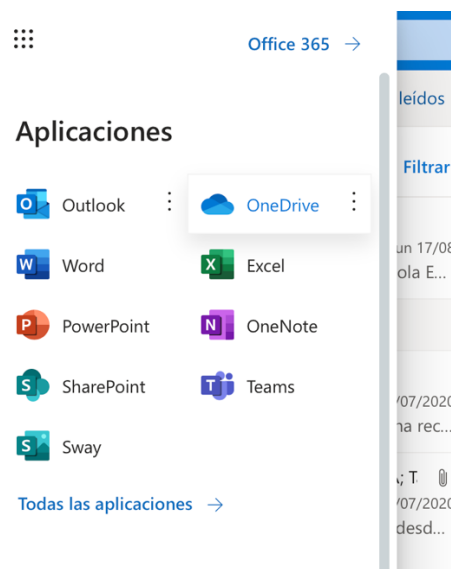 Office 365 →
leídos
Aplicaciones
Filtrar
Outlook
OneDrive
Word
Excel
un 17/08
ola E...
PowerPoint
OneNote
SharePoint
Teams
/07/2020
na rec...
Sway
; T
Todas las aplicaciones →
/07/2020
desd...